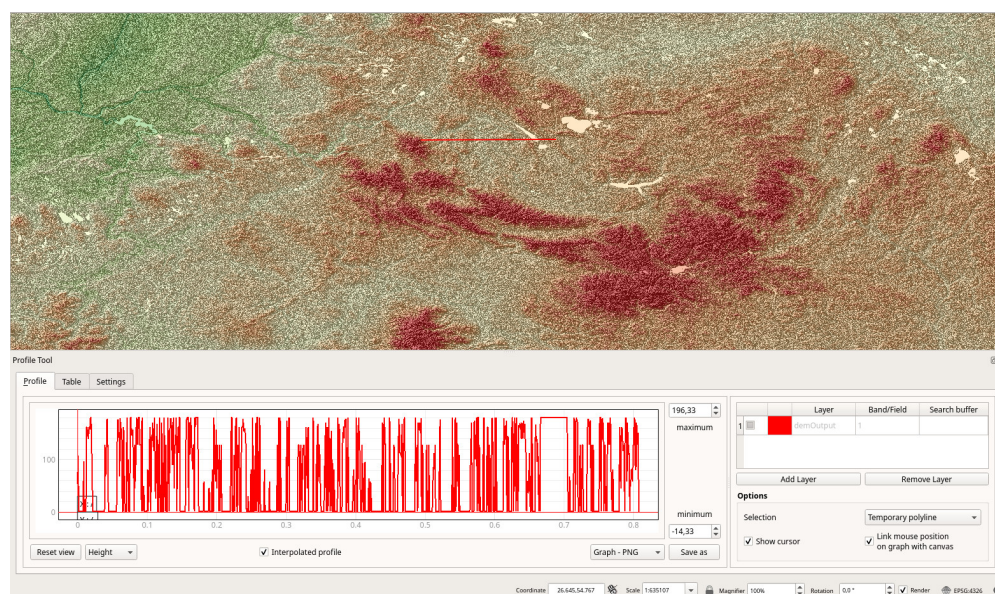 Profile Tool
Profile Table Settings
196,33
maximum
100
0
0 0.1 0.2 0.3 0.4 0.5 0.6 0.7 0.8
minimum
-14,33
Reset view Height Interpolated profile Graph - PNG Save as
Layer Band/Field Search buffer
1 demOutput 1
Add Layer Remove Layer
Options
Selection Temporary polyline
Show cursor Link mouse position
on graph with canvas
Coordinate 26.645,54.767 Scale 1:635107 Magnifier 100% Rotation 0,0 ° Render EPSG:4326